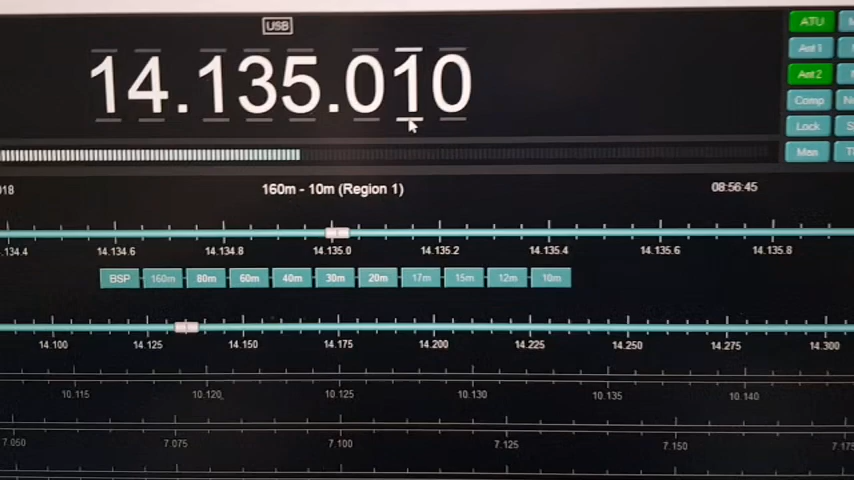 USB
14.135.010
ATU
Ant 1
Ant 2
Comp
Lock
Mon
018
160m - 10m (Region 1)
08:56:45
.134.4 14.134.6 14.134.8 14.135.0 14.135.2 14.135.4 14.135.6 14.135.8
BSP 160m 80m 60m 40m 30m 20m 17m 15m 12m 10m
14.100 14.125 14.150 14.175 14.200 14.225 14.250 14.275 14.300
10.115 10.120 10.125 10.130 10.135 10.140
7.050 7.075 7.100 7.125 7.150 7.175